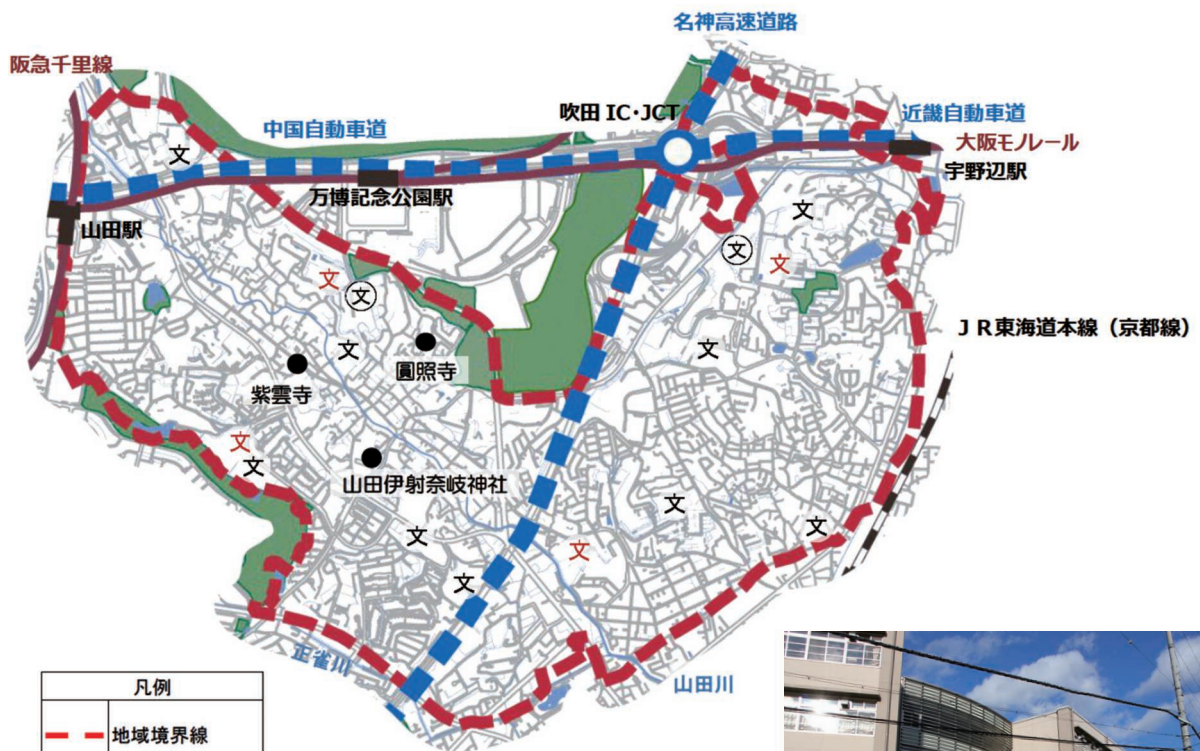 名神高速道路
阪急千里線
吹田 IC・JCT
近畿自動車道
中国自動車道
大阪モノレール
宇野辺駅
文
万博記念公園駅
文
山田駅
文
文
文
文
JR東海道本線（京都線）
文
文
圓照寺
紫雲寺
文
文
山田伊射奈岐神社
文
文
文
文
文
正雀川
山田川
凡例
地域境界線